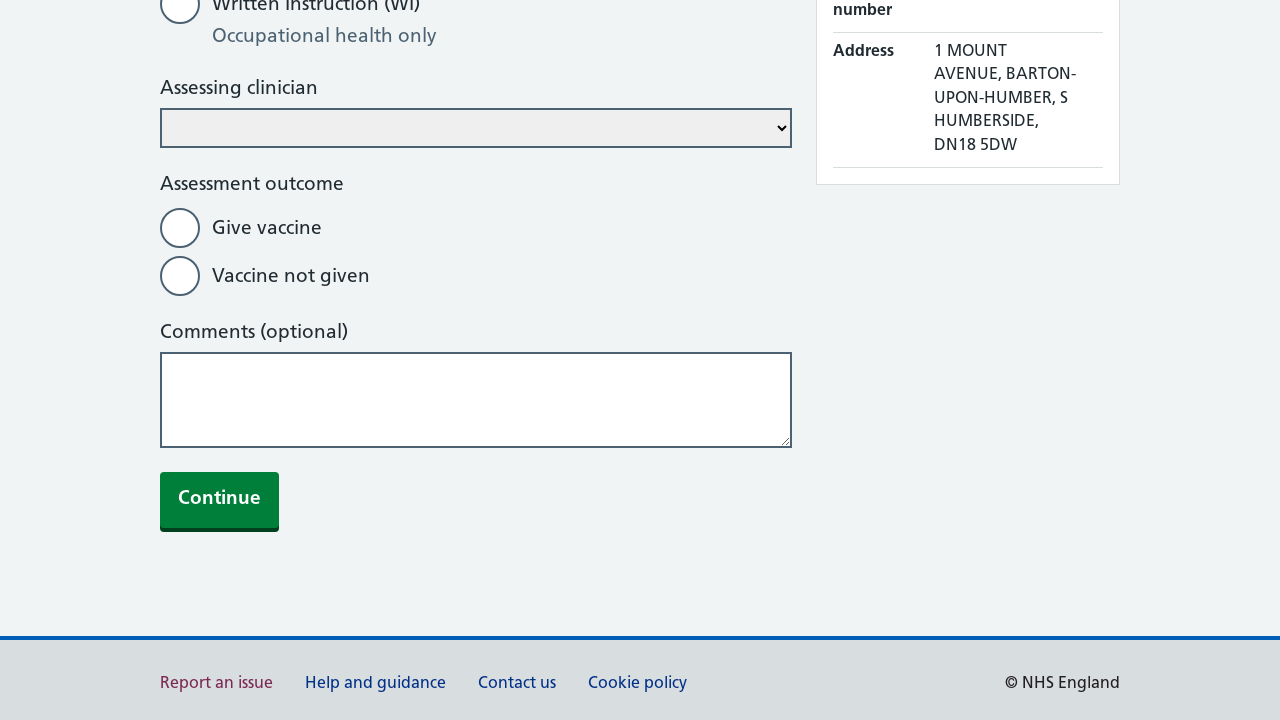 Written instruction (WI)
Occupational health only
Assessing clinician
Assessment outcome
Give vaccine
Vaccine not given
Comments (optional)
Continue
number
Address
1 MOUNT
AVENUE, BARTON-
UPON-HUMBER, S
HUMBERSIDE,
DN18 5DW
Report an issue
Help and guidance
Contact us
Cookie policy
© NHS England